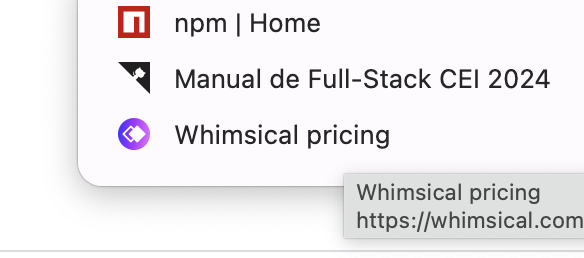 npm | Home
Manual de Full-Stack CEI 2024
Whimsical pricing
Whimsical pricing
https://whimsical.com